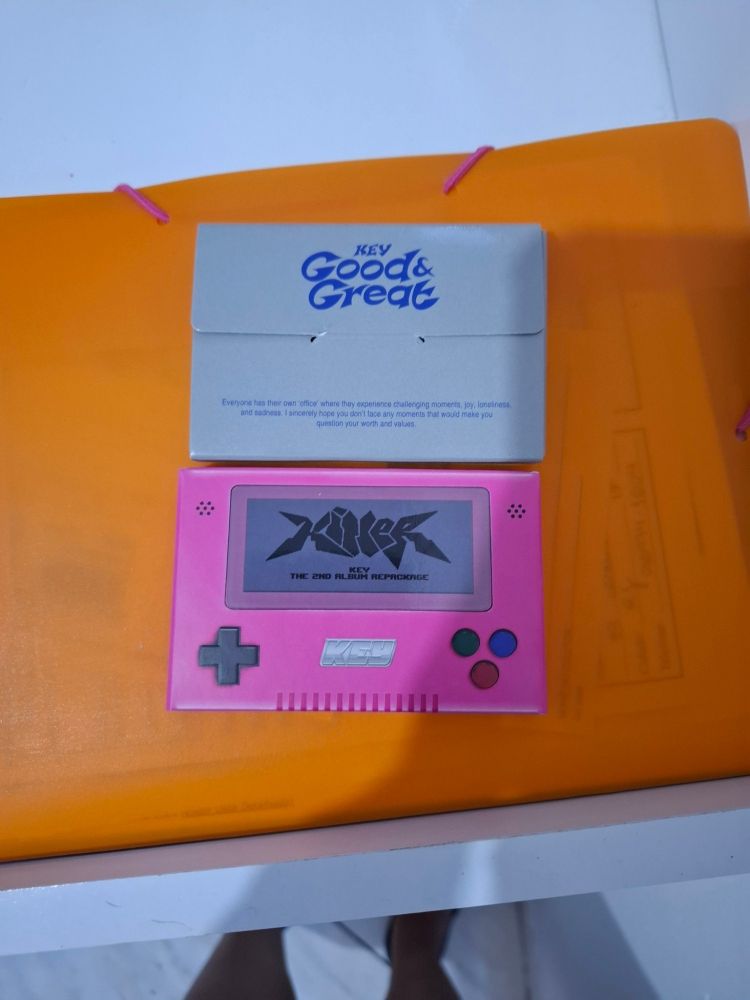 KEY
Good&
Great
Everyone has their own 'office' where they experience challenging moments, joy, loneliness,
and sadness. I sincerely hope you don't face any moments that would make you
question your worth and values.
Killer
KEY
THE 2ND ALBUM REPACKAGE
KEY